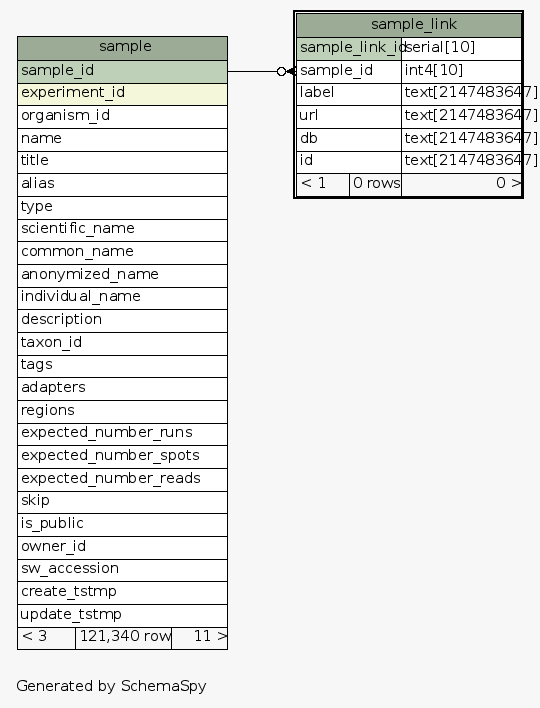 sample
sample_id
experiment_id
organism_id
name
title
alias
type
scientific_name
common_name
anonymized_name
individual_name
description
taxon_id
tags
adapters
regions
expected_number_runs
expected_number_spots
expected_number_reads
skip
is_public
owner_id
sw_accession
create_tstmp
update_tstmp
< 3 121,340 row 11 >
sample_link
sample_link_id serial[10]
sample_id int4[10]
label text[2147483647]
url text[2147483647]
db text[2147483647]
id text[2147483647]
< 1 0 rows 0 >
Generated by SchemaSpy